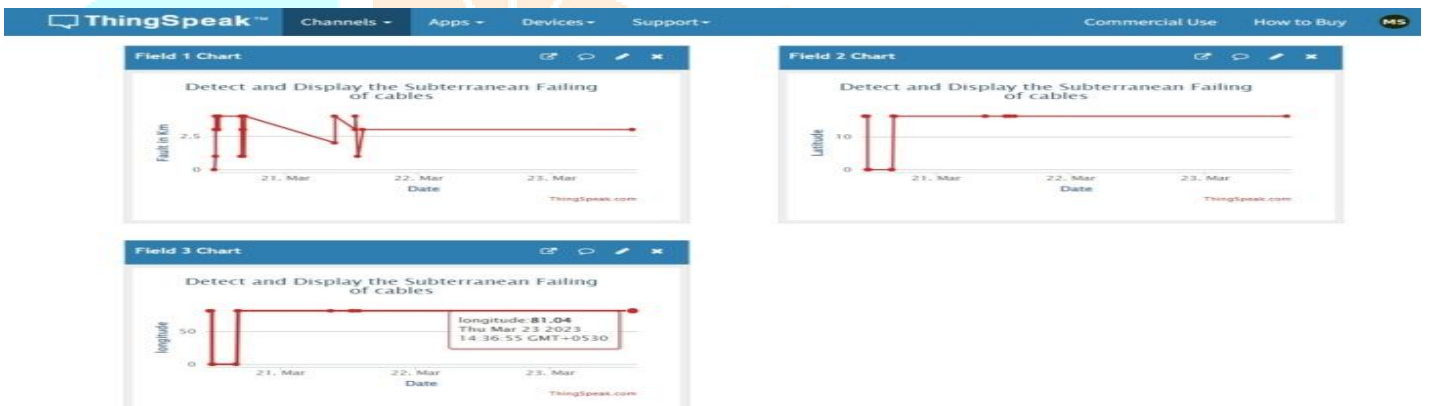 ThingSpeak™ Channels Apps Devices Support Commercial Use How to Buy MS
Field 1 Chart
Detect and Display the Subterranean Failing
of cables
Fault in Km
2.5
0
21. Mar 22. Mar 23. Mar
Date
ThingSpeak.com
Field 2 Chart
Detect and Display the Subterranean Failing
of cables
Latitude
10
0
21. Mar 22. Mar 23. Mar
Date
ThingSpeak.com
Field 3 Chart
Detect and Display the Subterranean Failing
of cables
longitude
50
0
longitude:81.04
Thu Mar 23 2023
14:36:55 GMT+0530
21. Mar 22. Mar 23. Mar
Date
ThingSpeak.com